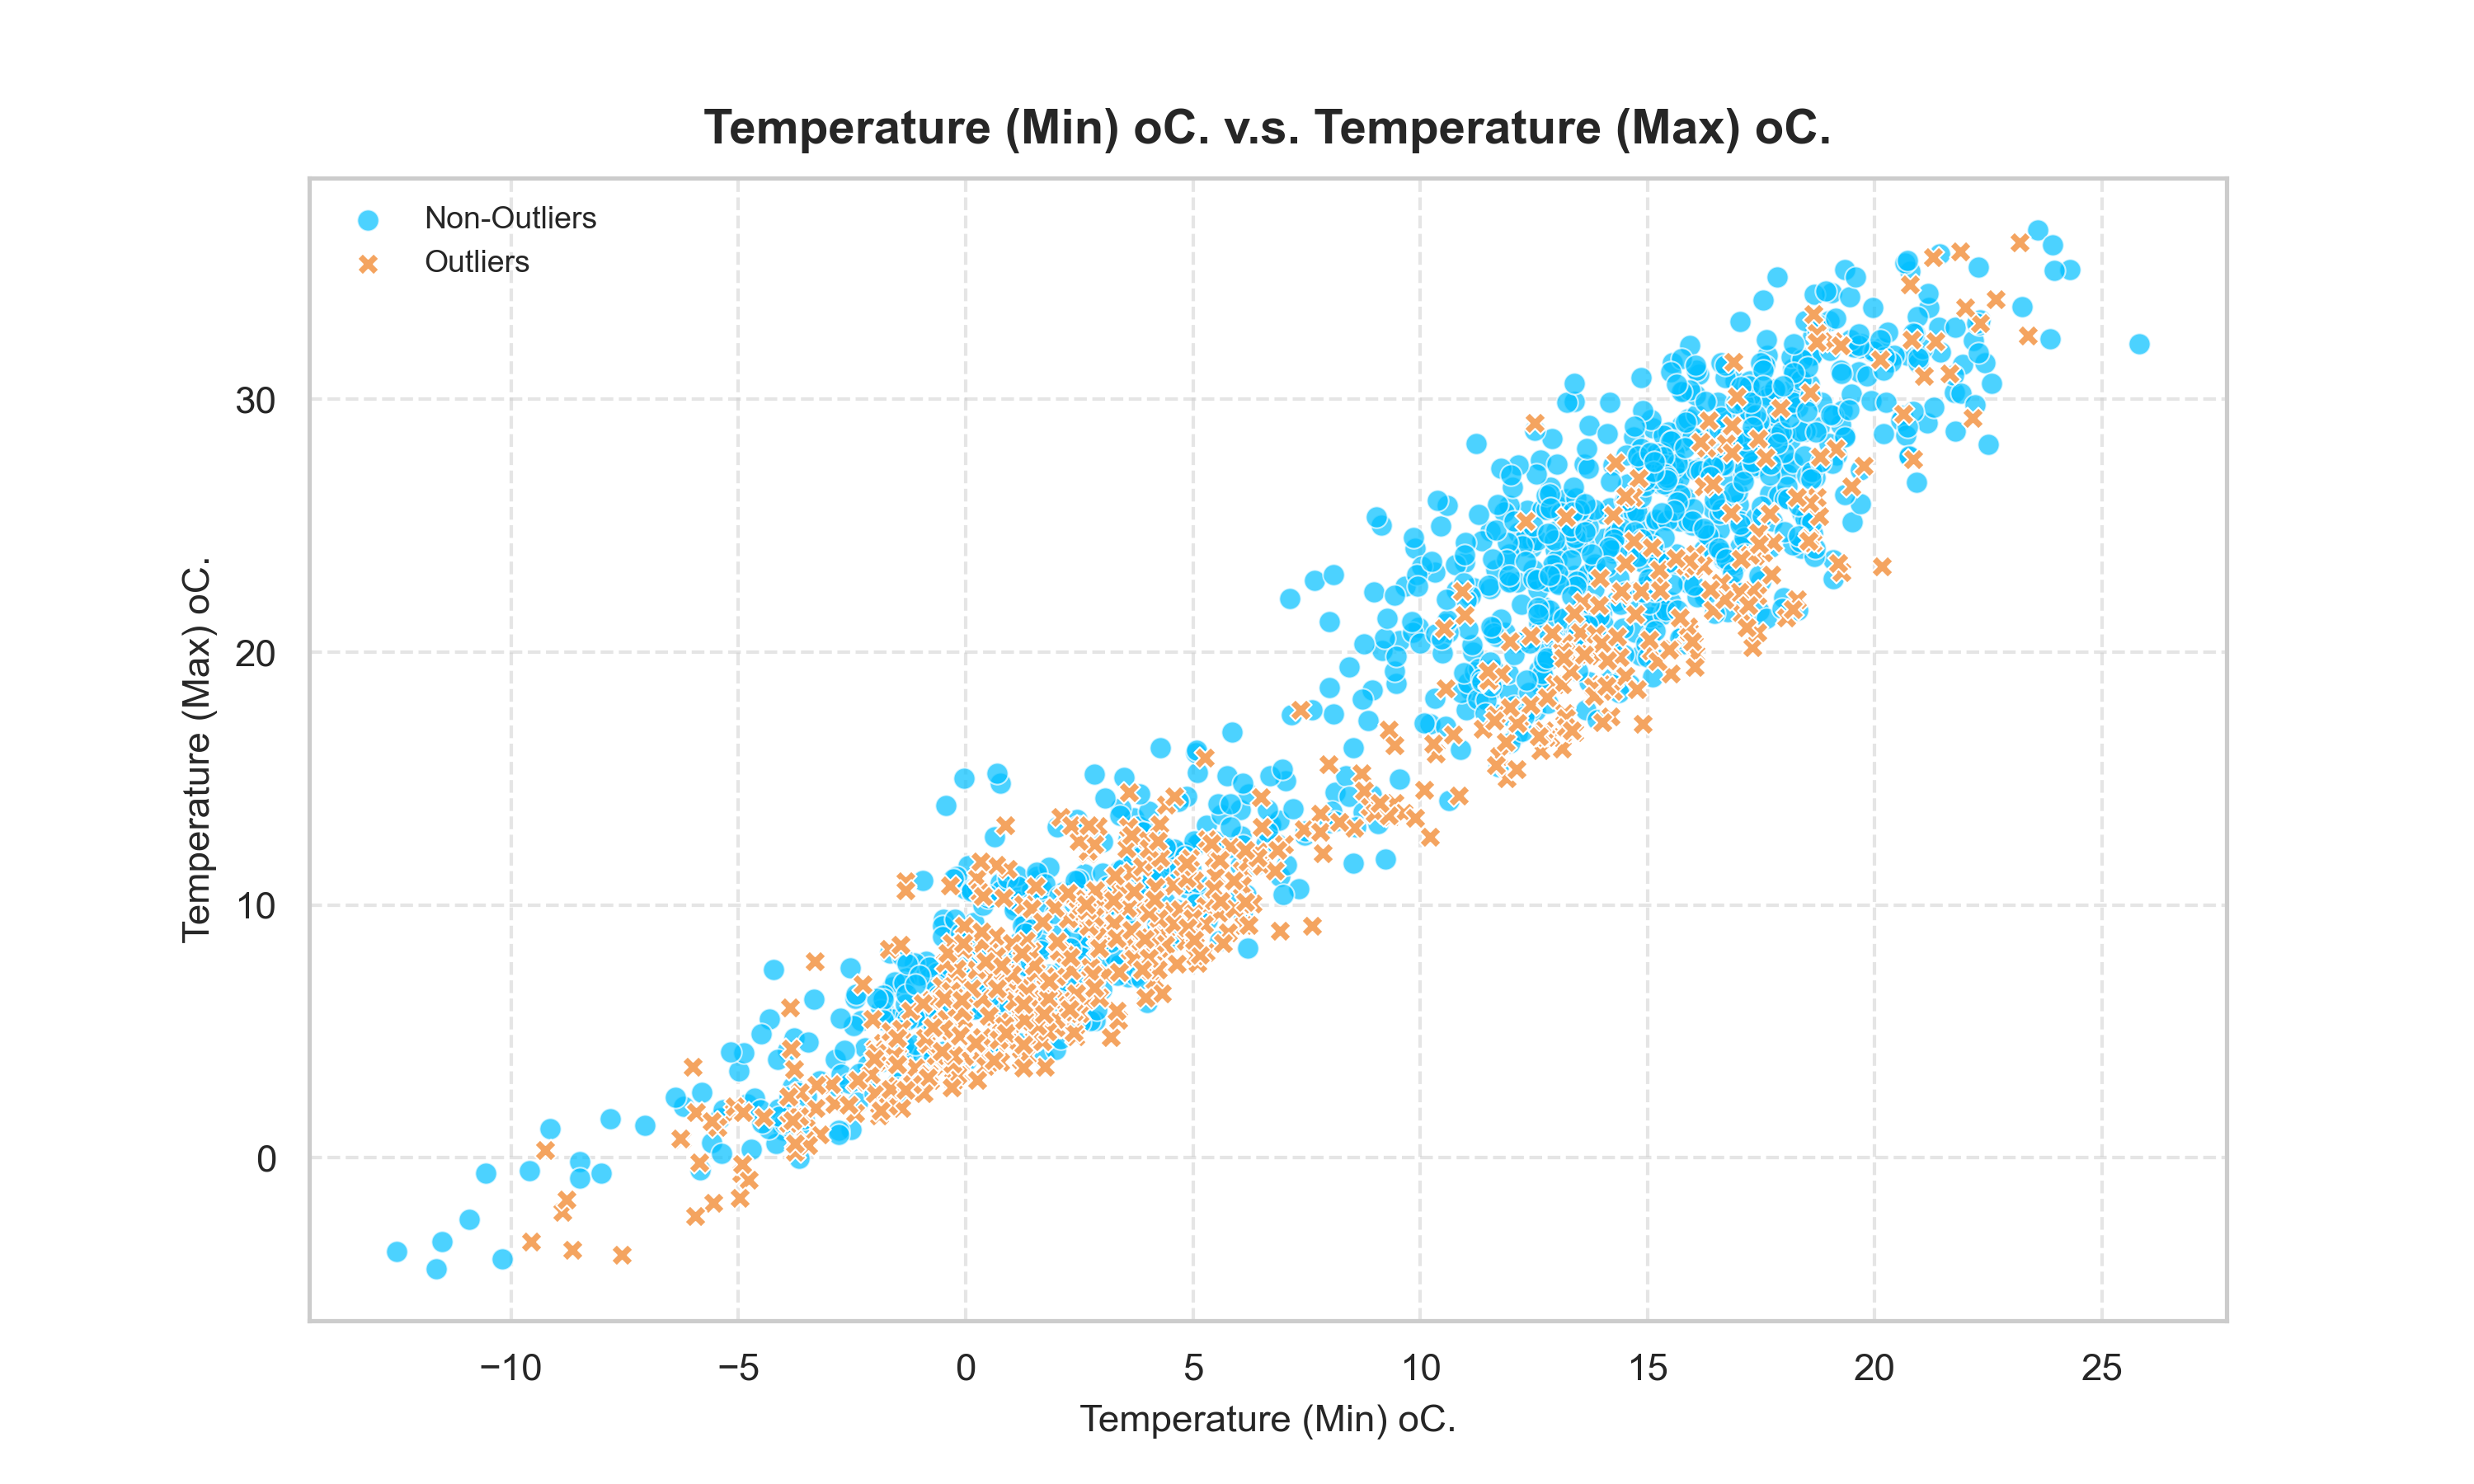 Temperature (Min) oC. v.s. Temperature (Max) oC.
Non-Outliers
Outliers
Temperature (Max) oC.
30
20
10
0
−10 −5 0 5 10 15 20 25
Temperature (Min) oC.